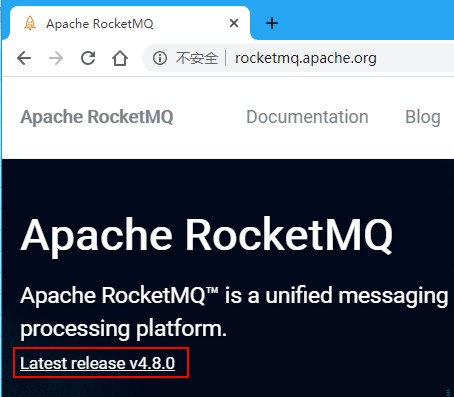 Apache RocketMQ
不安全 rocketmq.apache.org
Apache RocketMQ Documentation Blog
Apache RocketMQ
Apache RocketMQ™ is a unified messaging
processing platform.
Latest release v4.8.0